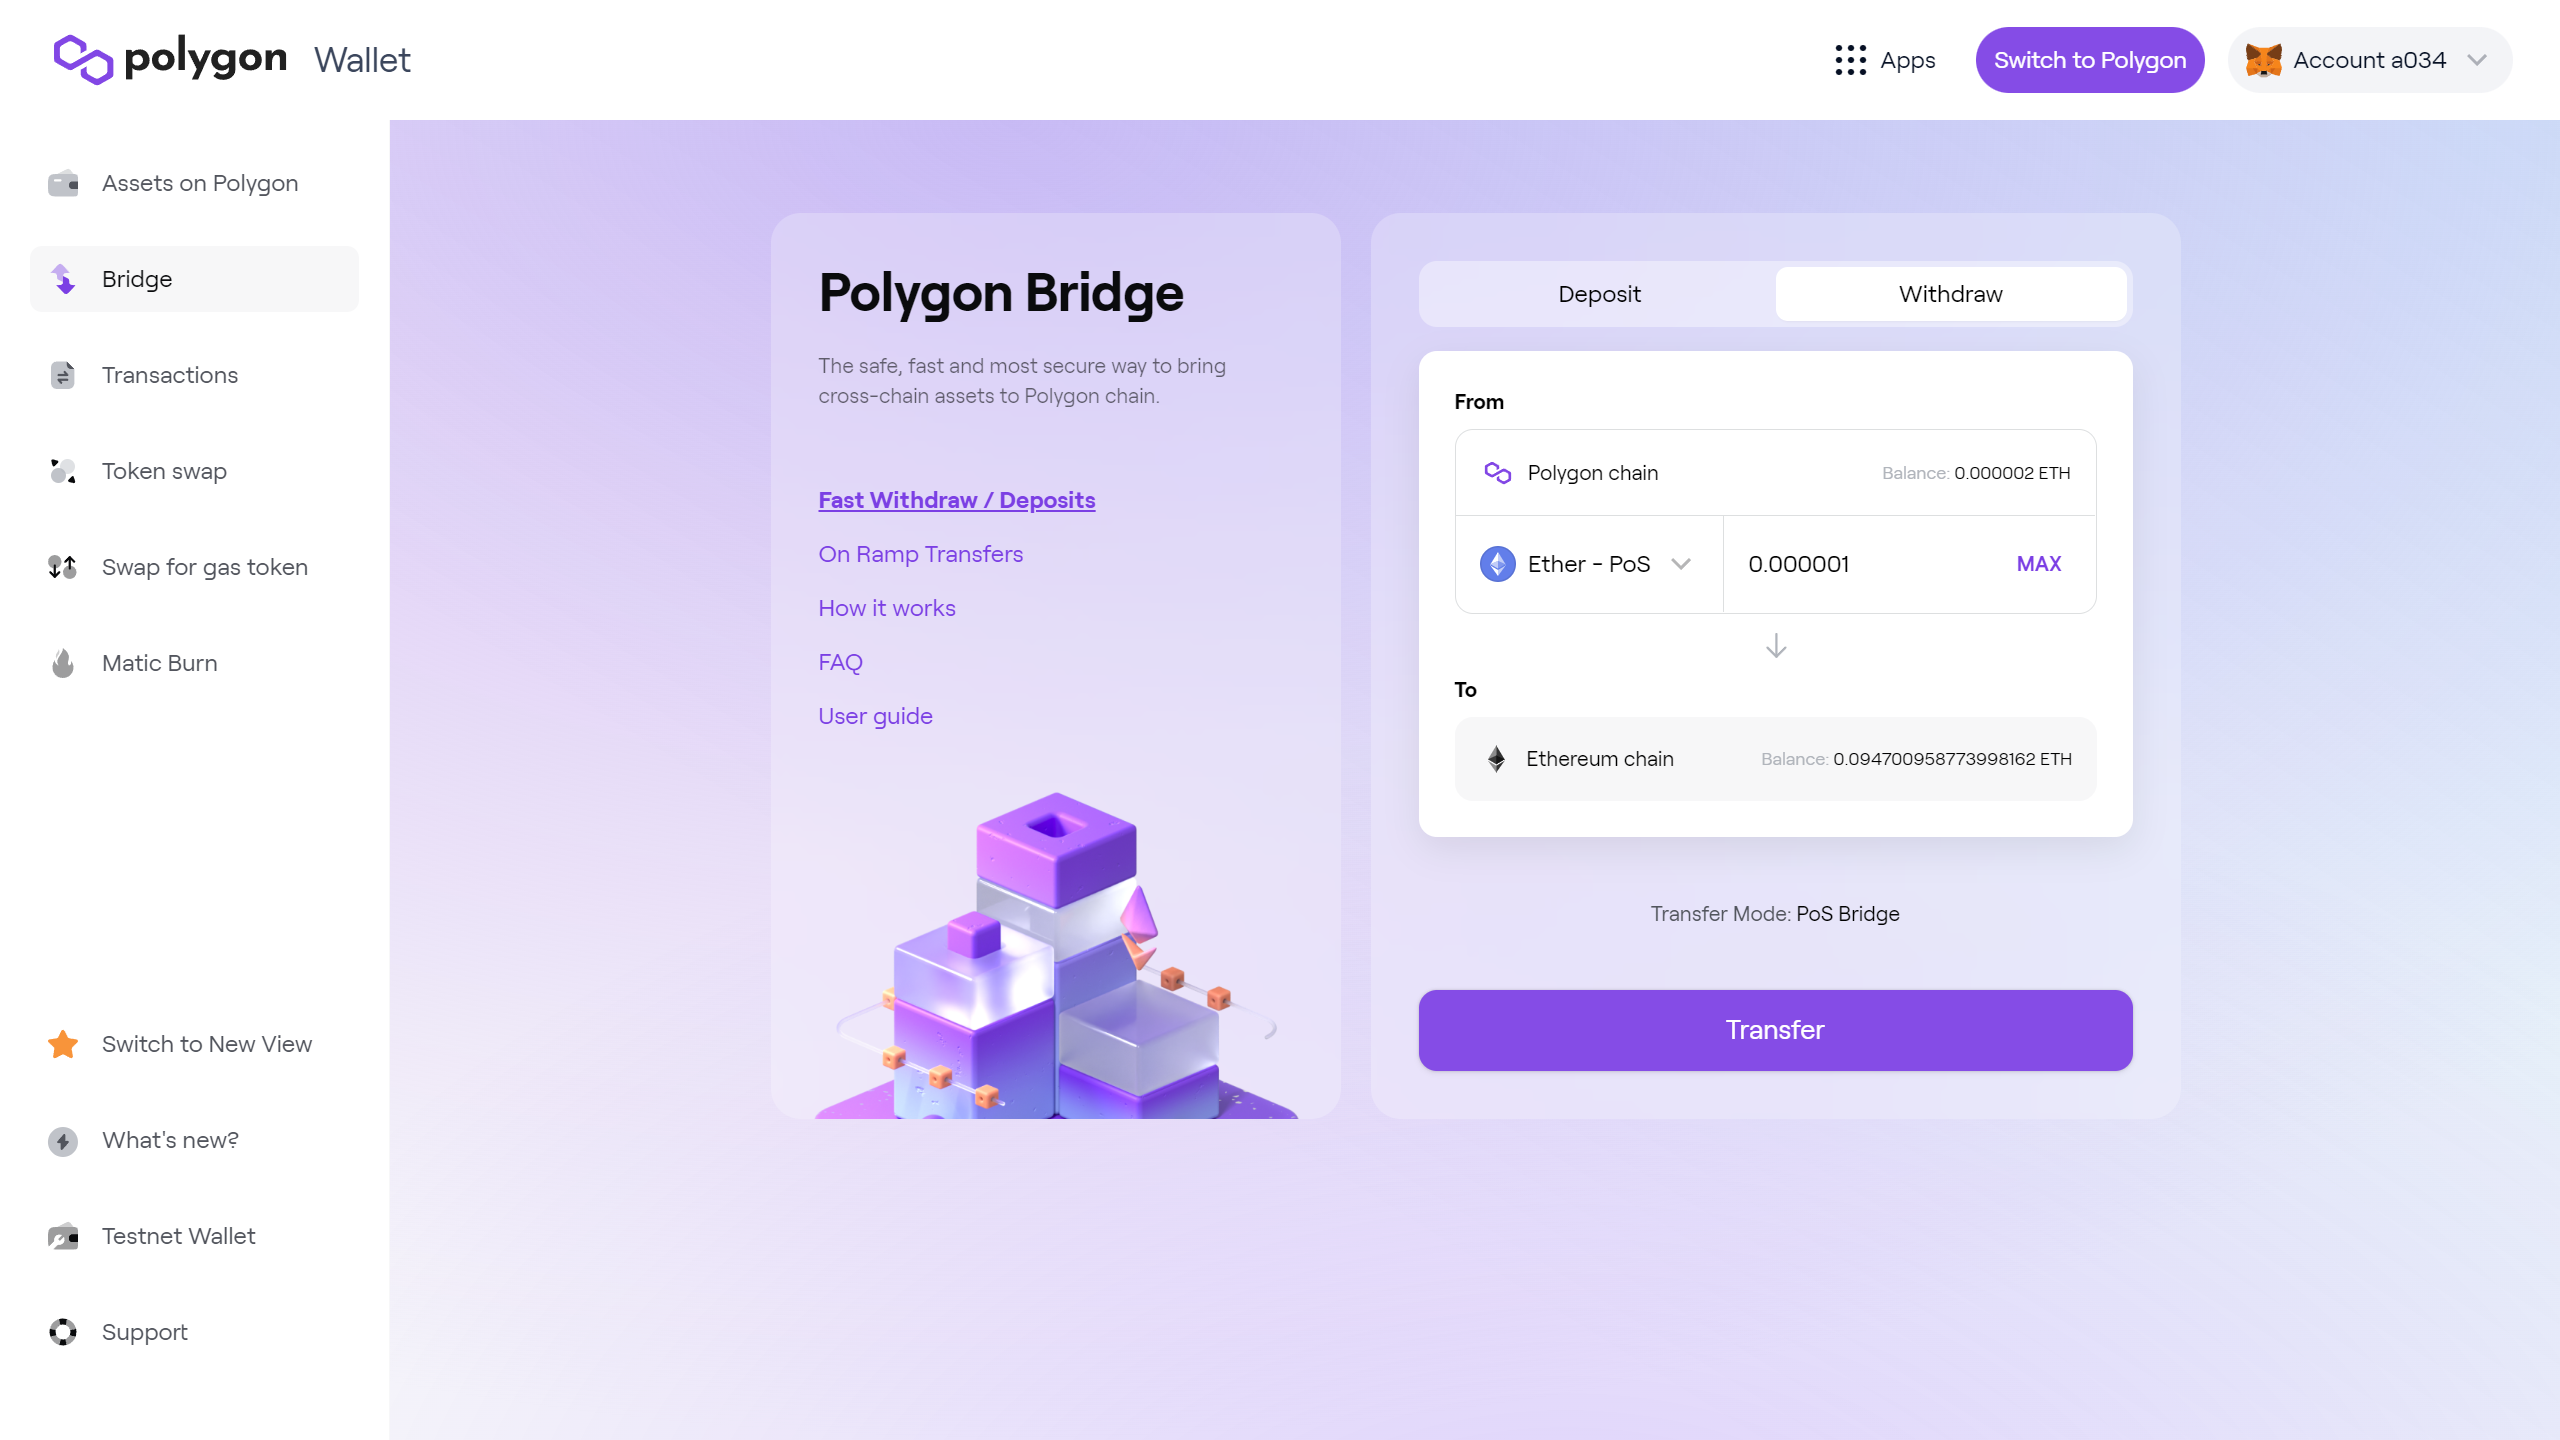 polygon Wallet
Apps
Switch to Polygon
Account a034
Assets on Polygon
Bridge
Transactions
Token swap
Swap for gas token
Matic Burn
Switch to New View
What's new?
Testnet Wallet
Support
Polygon Bridge
The safe, fast and most secure way to bring
cross-chain assets to Polygon chain.
Fast Withdraw / Deposits
On Ramp Transfers
How it works
FAQ
User guide
Deposit
Withdraw
From
Polygon chain
Balance: 0.000002 ETH
Ether - PoS
0.000001
MAX
To
Ethereum chain
Balance: 0.094700958773998162 ETH
Transfer Mode: PoS Bridge
Transfer